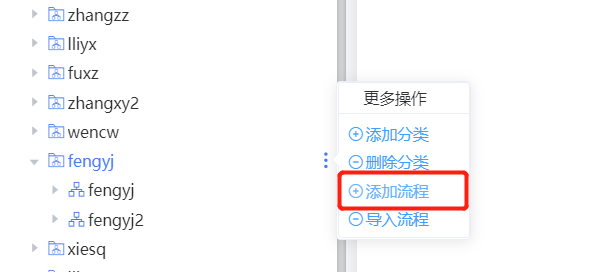 zhangzz
lliyx
fuxz
zhangxy2
wencw
fengyj
fengyj
fengyj2
xiesq
更多操作
添加分类
删除分类
添加流程
导入流程